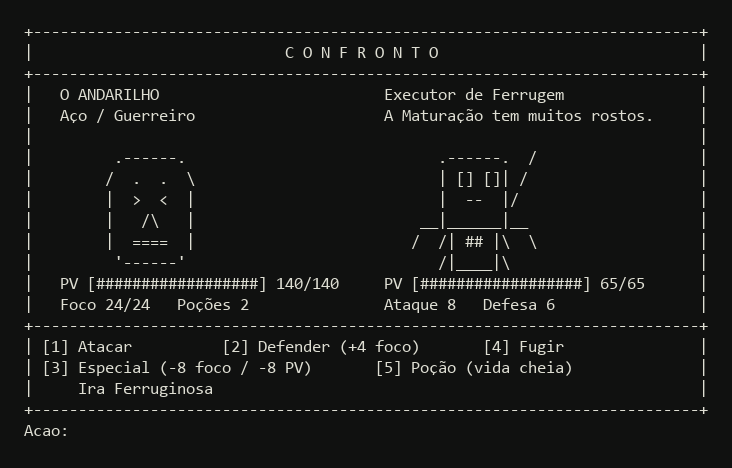 C O N F R O N T O
O ANDARILHO Executor de Ferrugem
Aço / Guerreiro A Maturação tem muitos rostos.
PV [##################] 140/140 PV [##################] 65/65
Foco 24/24 Poções 2 Ataque 8 Defesa 6
[1] Atacar [2] Defender (+4 foco) [4] Fugir
[3] Especial (-8 foco / -8 PV) [5] Poção (vida cheia)
Ira Ferruginosa
Acao: